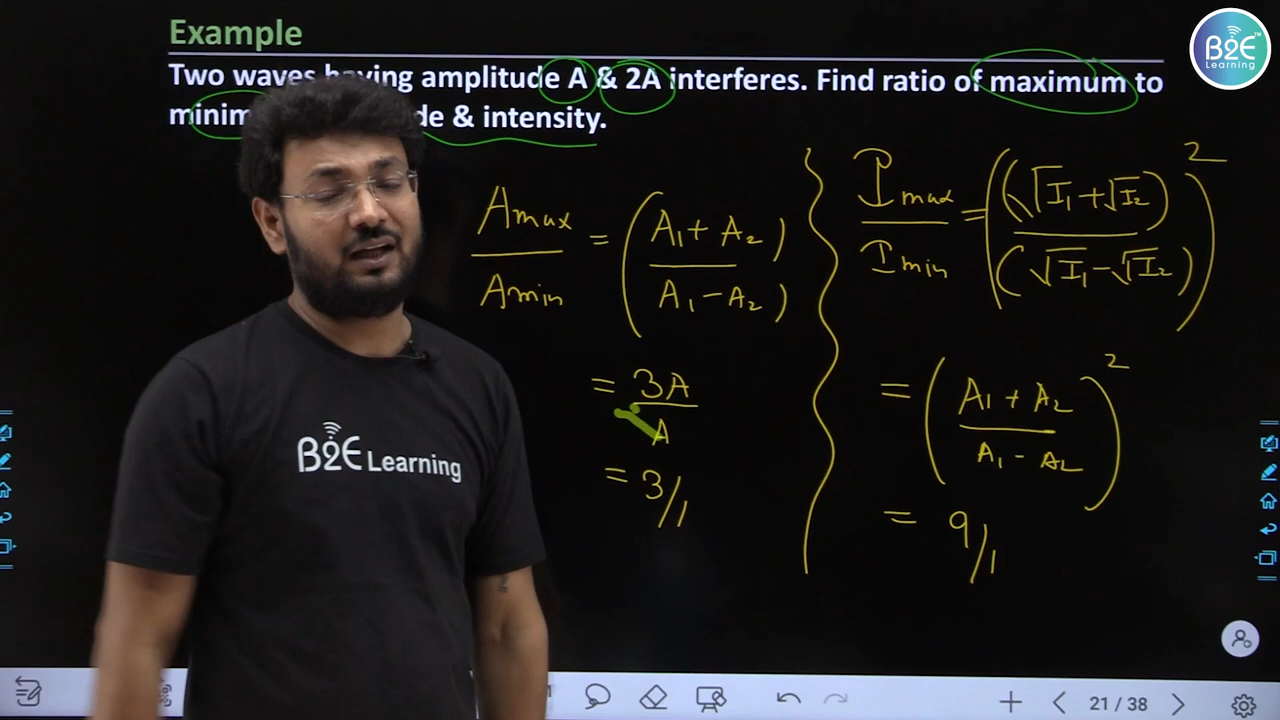 Example
Two waves having amplitude A & 2A interferes. Find ratio of maximum to
minim de & intensity.
Amax / Amin = (A₁ + A₂ / A₁ - A₂)
= 3A / A
= 3/1
Imax / Imin = ((√I₁ + √I₂) / (√I₁ - √I₂))²
= (A₁ + A₂ / A₁ - A₂)²
= 9/1
B2E Learning
B2E
Learning
TM
21 / 38